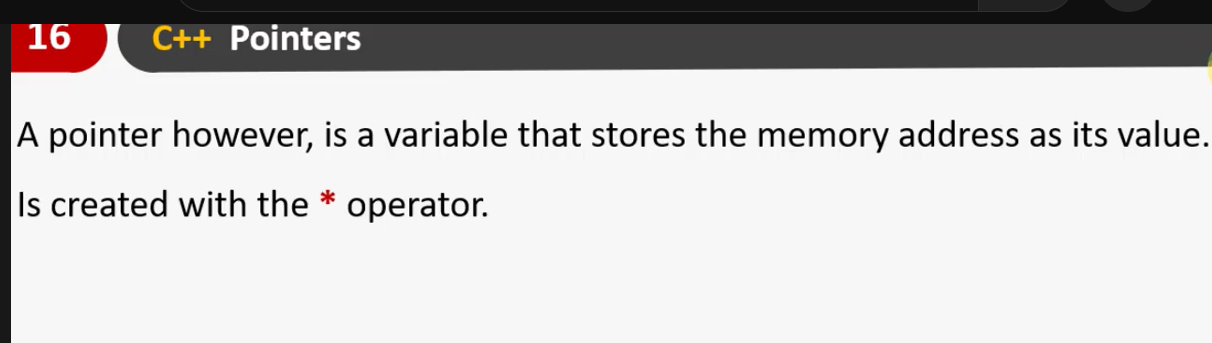 16 C++ Pointers
A pointer however, is a variable that stores the memory address as its value.
Is created with the * operator.